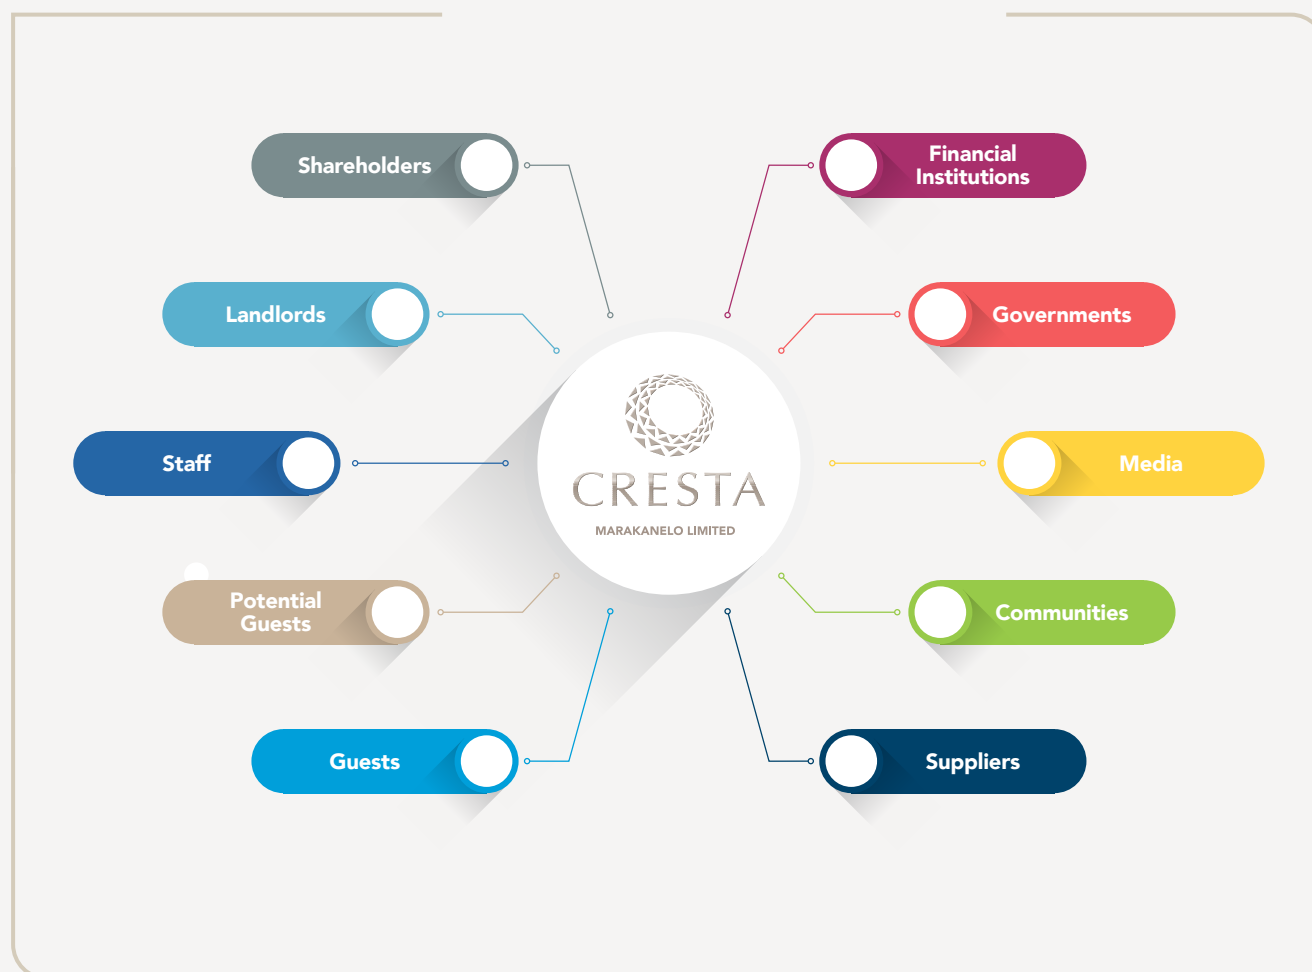 Shareholders
Financial
Institutions
Landlords
Governments
Staff
CRESTA
MARAKANELO LIMITED
Media
Potential
Guests
Communities
Guests
Suppliers